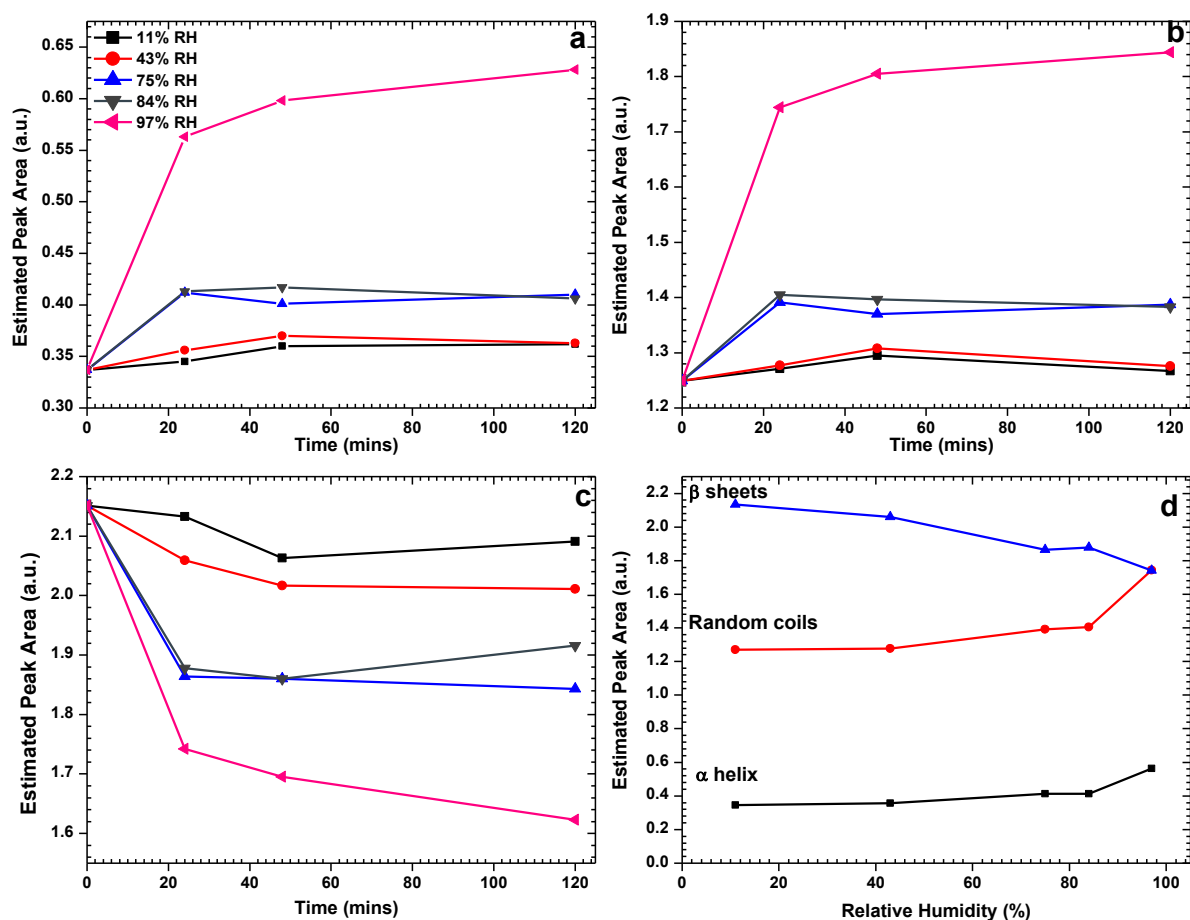 a
11% RH
43% RH
75% RH
84% RH
97% RH
Estimated Peak Area (a.u.)
0.65
0.60
0.55
0.50
0.45
0.40
0.35
0.30
0 20 40 60 80 100 120
Time (mins)
b
Estimated Peak Area (a.u.)
1.9
1.8
1.7
1.6
1.5
1.4
1.3
1.2
0 20 40 60 80 100 120
Time (mins)
c
Estimated Peak Area (a.u.)
2.2
2.1
2.0
1.9
1.8
1.7
1.6
0 20 40 60 80 100 120
Time (mins)
d
β sheets
Random coils
α helix
Estimated Peak Area (a.u.)
2.2
2.0
1.8
1.6
1.4
1.2
1.0
0.8
0.6
0.4
0.2
0.0
0 20 40 60 80 100
Relative Humidity (%)